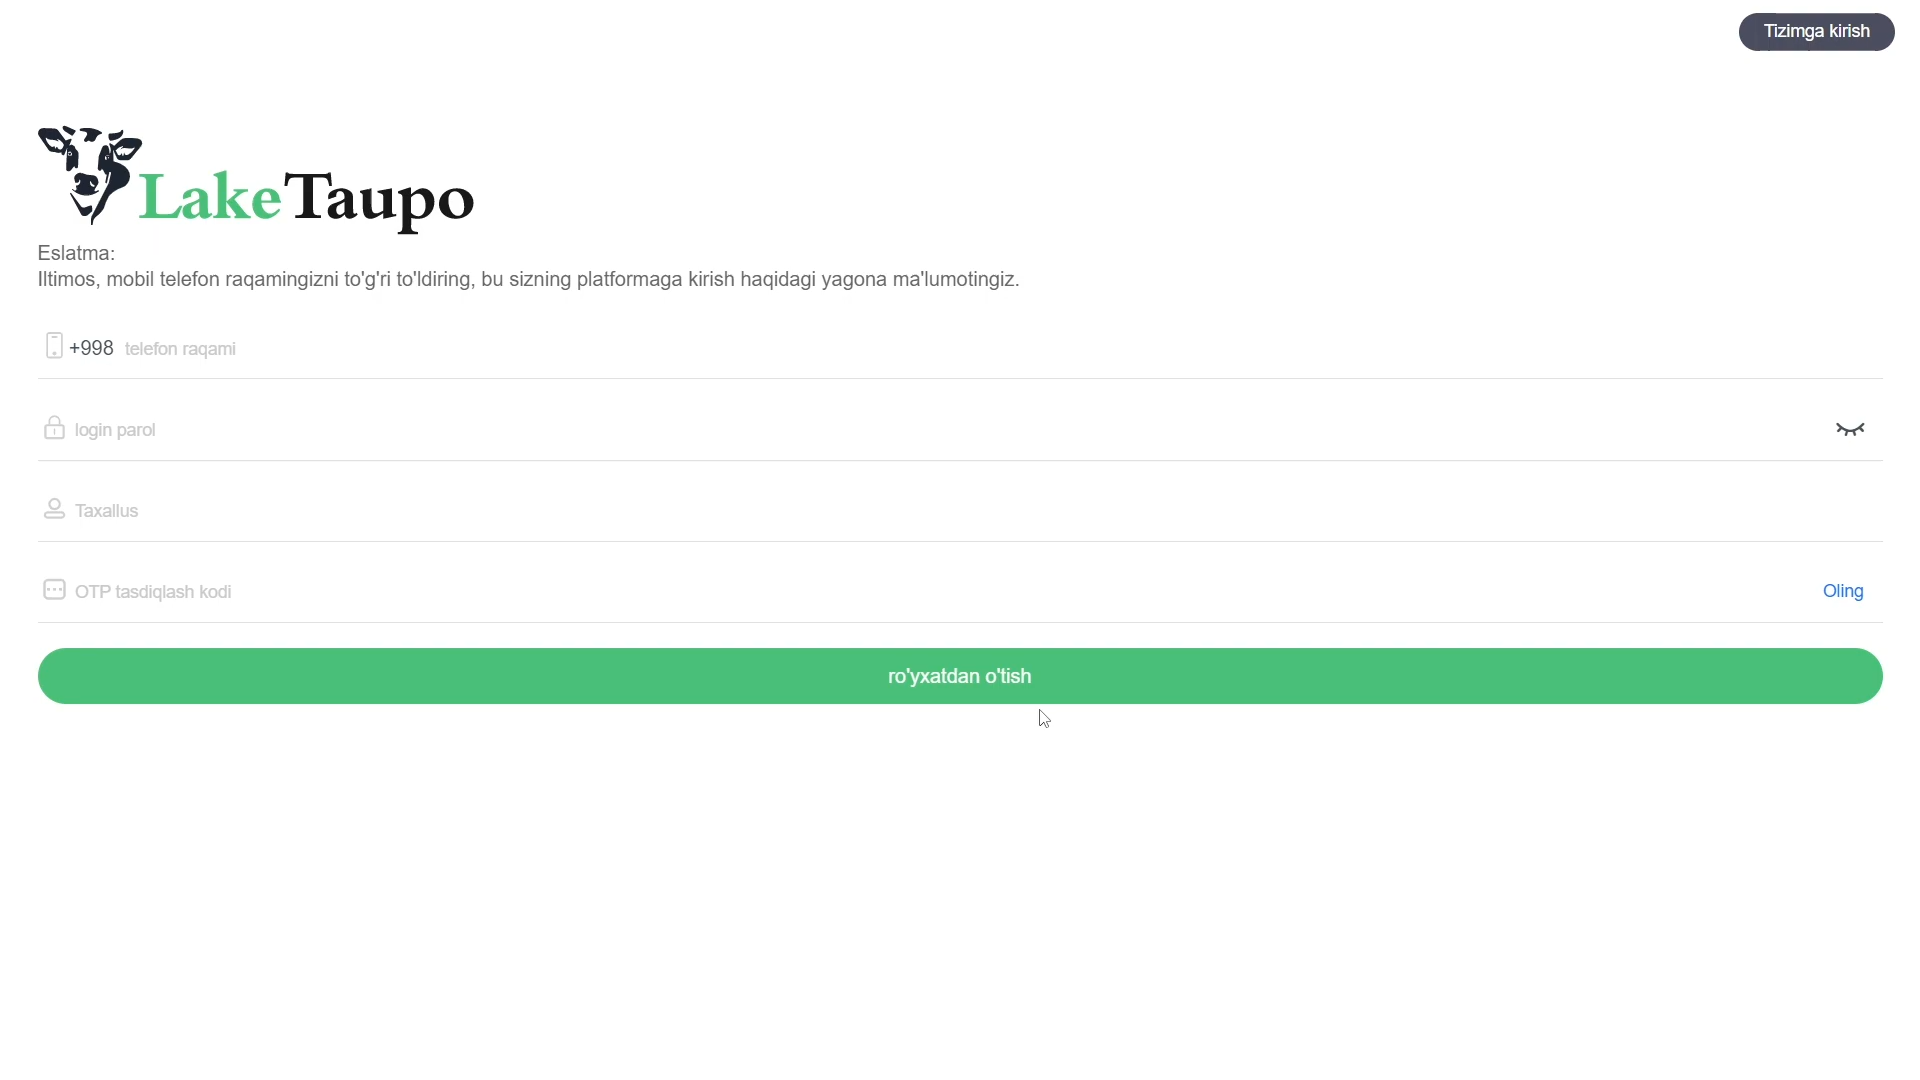 Tizimga kirish
LakeTaupo
Eslatma:
Iltimos, mobil telefon raqamingizni to'g'ri to'ldiring, bu sizning platformaga kirish haqidagi yagona ma'lumotingiz.
+998 telefon raqami
login parol
Taxallus
OTP tasdiqlash kodi Oling
ro'yxatdan o'tish